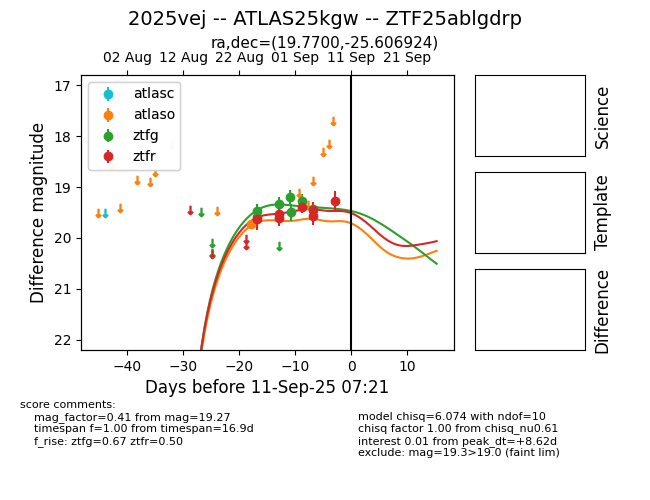 2025vej -- ATLAS25kgw -- ZTF25ablgdrp
ra,dec=(19.7700,-25.606924)
02 Aug 12 Aug 22 Aug 01 Sep 11 Sep 21 Sep
17
18
19
20
21
22
Difference magnitude
atlasc
atlaso
ztfg
ztfr
−40 −30 −20 −10 0 10
Days before 11-Sep-25 07:21
Science
Template
Difference
score comments:
mag_factor=0.41 from mag=19.27
timespan f=1.00 from timespan=16.9d
f_rise: ztfg=0.67 ztfr=0.50
model chisq=6.074 with ndof=10
chisq factor 1.00 from chisq_nu0.61
interest 0.01 from peak_dt=+8.62d
exclude: mag=19.3>19.0 (faint lim)